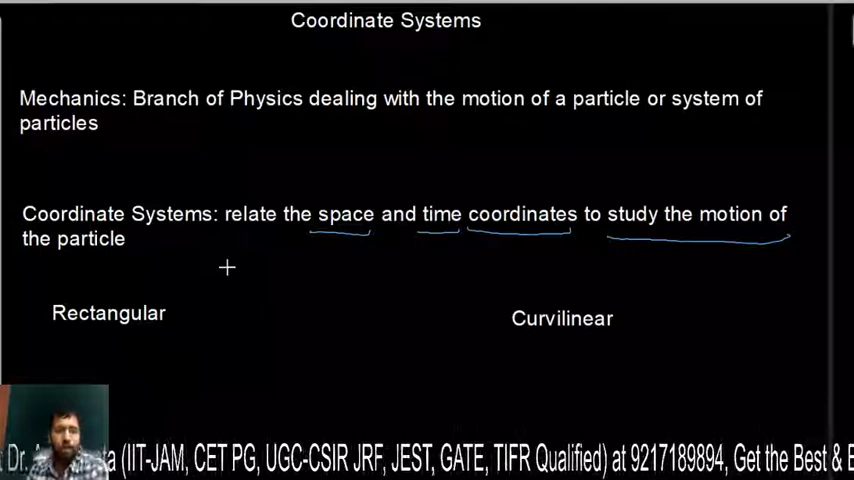 Coordinate Systems
Mechanics: Branch of Physics dealing with the motion of a particle or system of
particles
Coordinate Systems: relate the space and time coordinates to study the motion of
the particle
Rectangular
Curvilinear
Dr. (IIT-JAM, CET PG, UGC-CSIR JRF, JEST, GATE, TIFR Qualified) at 9217189894, Get the Best &